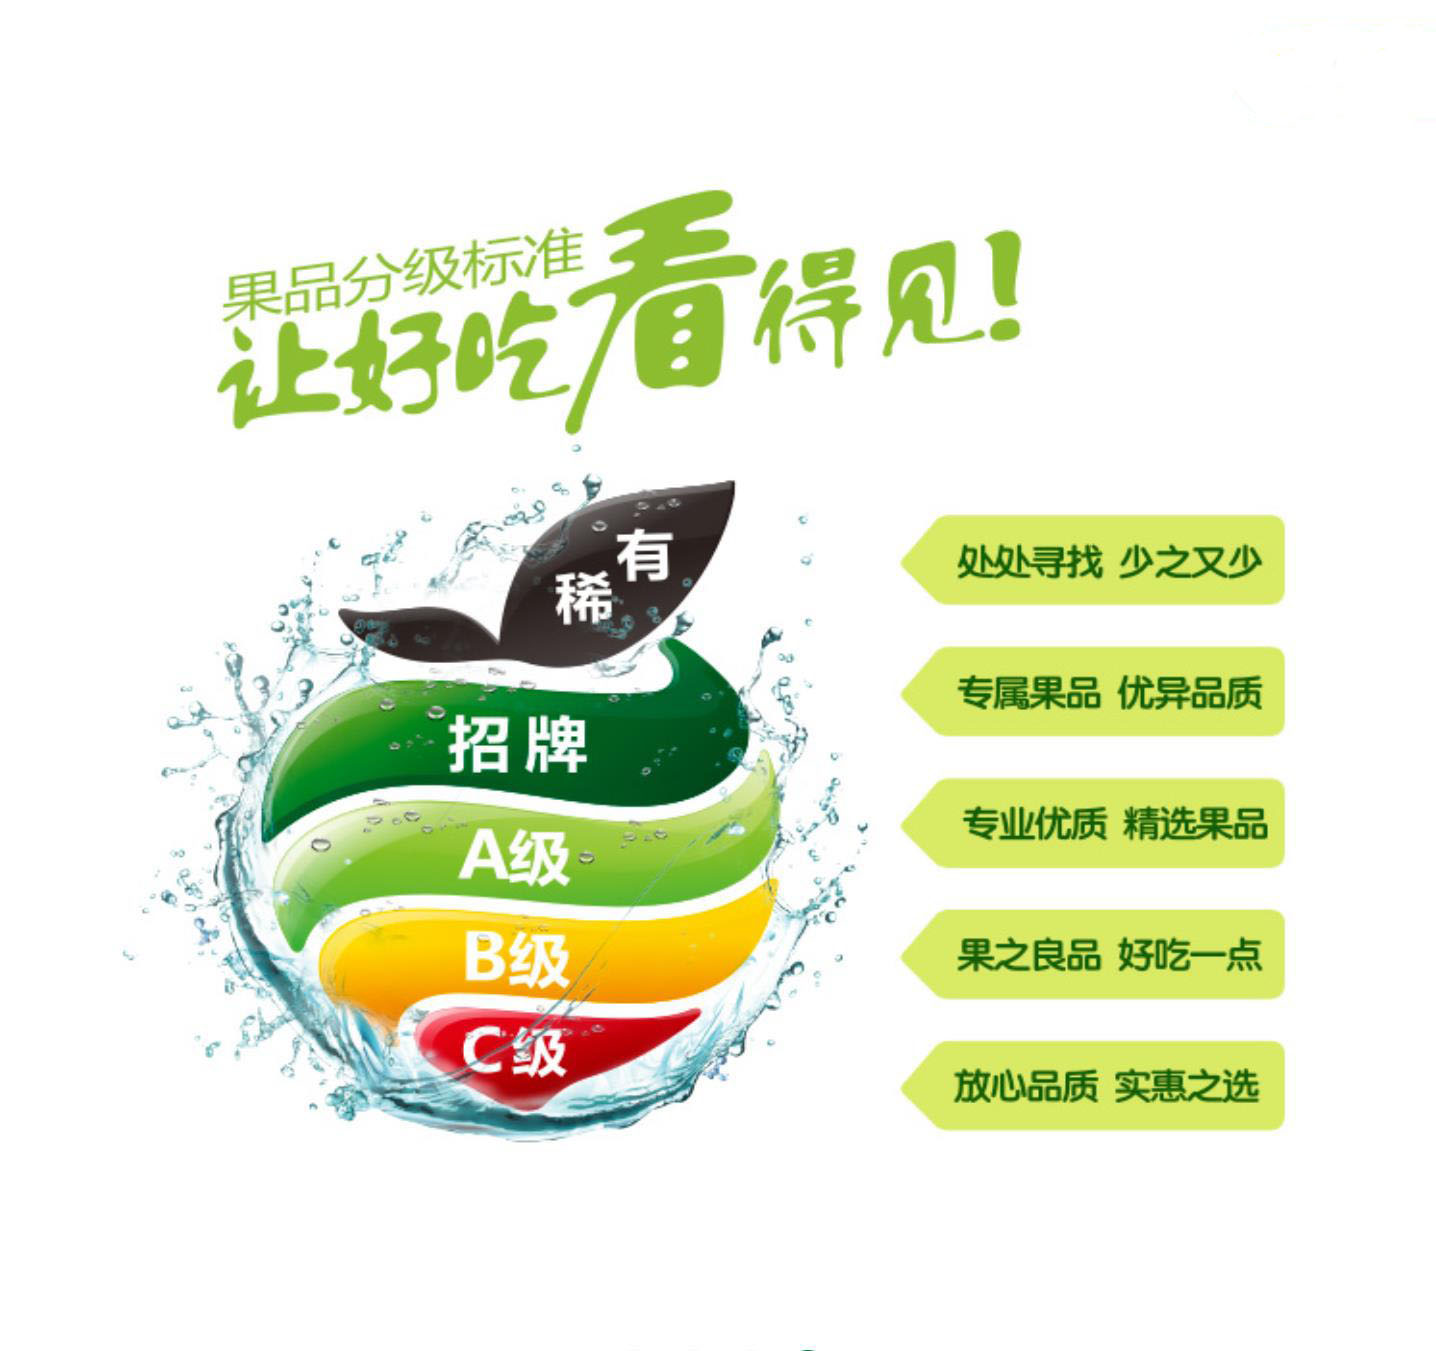 果品分级标准
让好吃看得见!
稀有
处处寻找 少之又少
招牌
专属果品 优异品质
A级
专业优质 精选果品
B级
果之良品 好吃一点
C级
放心品质 实惠之选